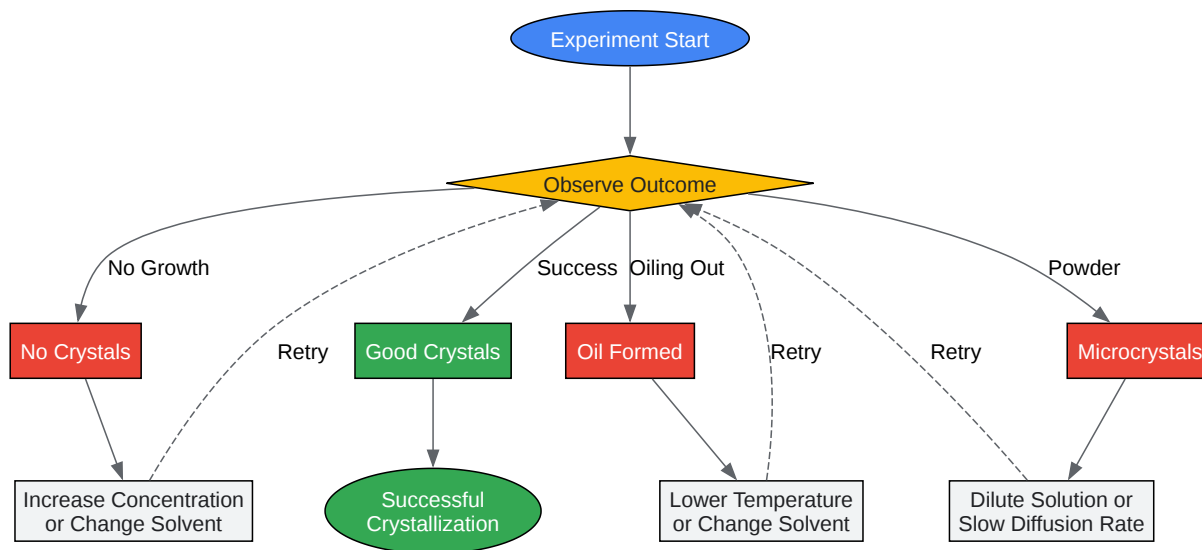 Experiment Start
Observe Outcome
No Growth
Success
Oiling Out
Powder
No Crystals
Retry
Good Crystals
Oil Formed
Retry
Retry
Microcrystals
Increase Concentration
or Change Solvent
Successful
Crystallization
Lower Temperature
or Change Solvent
Dilute Solution or
Slow Diffusion Rate